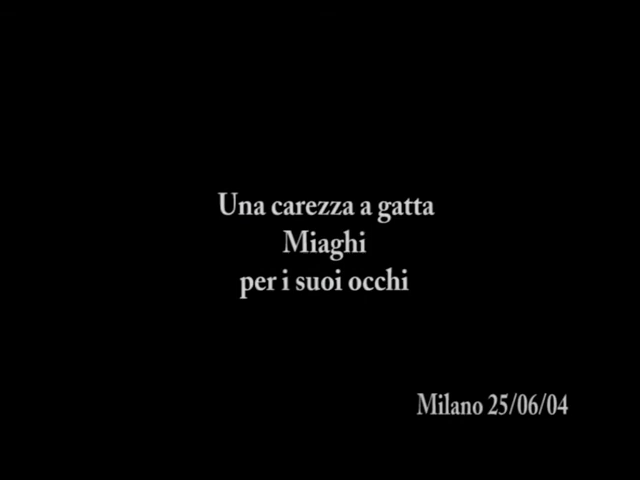 Una carezza a gatta
Miaghi
per i suoi occhi
Milano 25/06/04